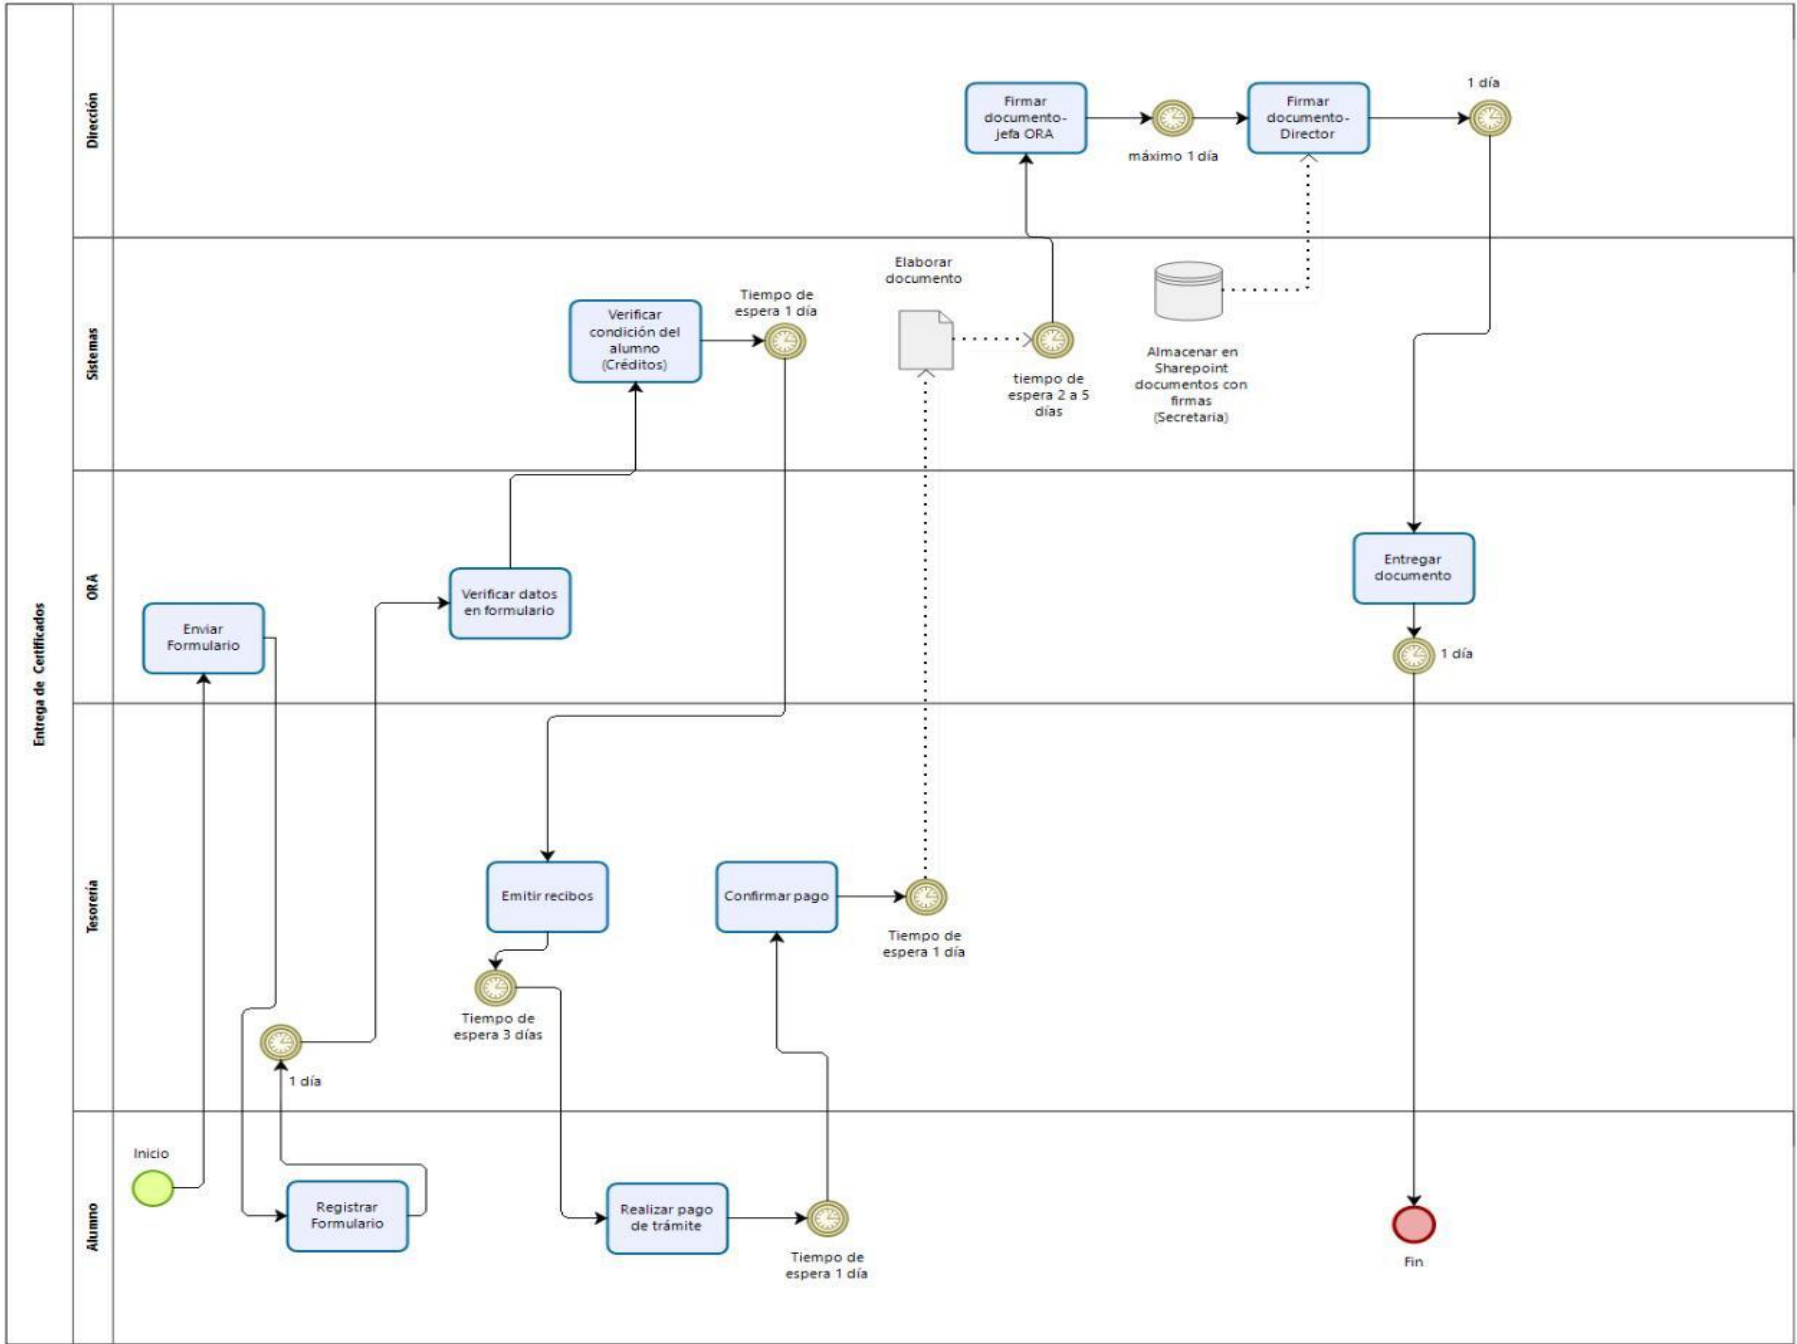 Entrega de Certificados
Dirección
Firmar
documento-
jefa ORA
máximo 1 día
Firmar
documento-
Director
1 día
Sistemas
Verificar
condición del
alumno
(Créditos)
Tiempo de
espera 1 día
Elaborar
documento
tiempo de
espera 2 a 5
días
Almacenar en
Sharepoint
documentos con
firmas
(Secretaria)
ORA
Enviar
Formulario
Verificar datos
en formulario
Entregar
documento
1 día
Tesorería
Emitir recibos
Tiempo de
espera 3 días
Confirmar pago
Tiempo de
espera 1 día
1 día
Alumno
Inicio
Registrar
Formulario
Realizar pago
de trámite
Tiempo de
espera 1 día
Fin